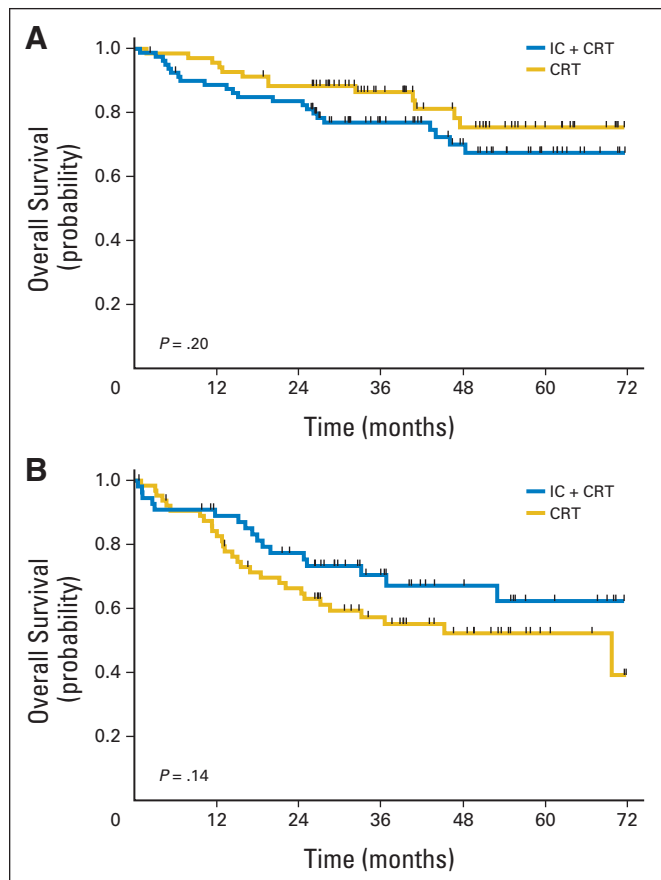 A
IC + CRT
CRT
Overall Survival
(probability)
1.0
0.8
0.6
0.4
0.2
P = .20
0 12 24 36 48 60 72
Time (months)
B
IC + CRT
CRT
Overall Survival
(probability)
1.0
0.8
0.6
0.4
0.2
P = .14
0 12 24 36 48 60 72
Time (months)